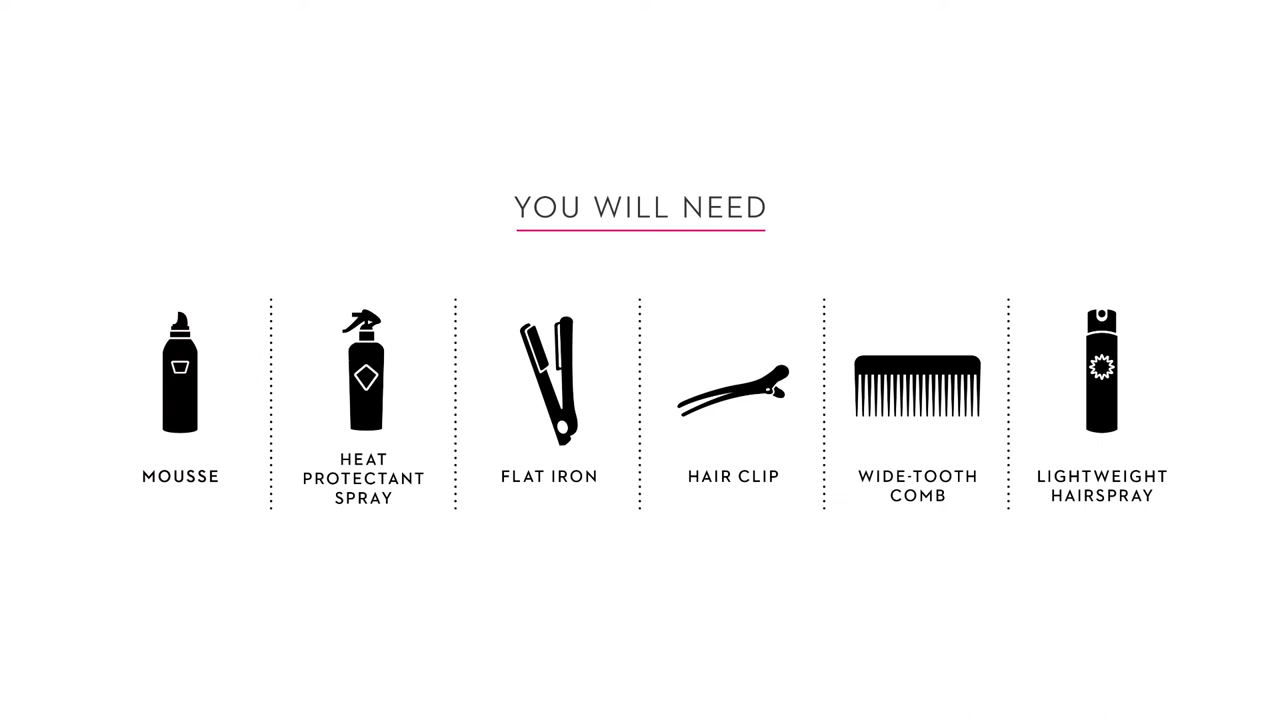 YOU WILL NEED
MOUSSE
HEAT
PROTECTANT
SPRAY
FLAT IRON
HAIR CLIP
WIDE-TOOTH
COMB
LIGHTWEIGHT
HAIRSPRAY